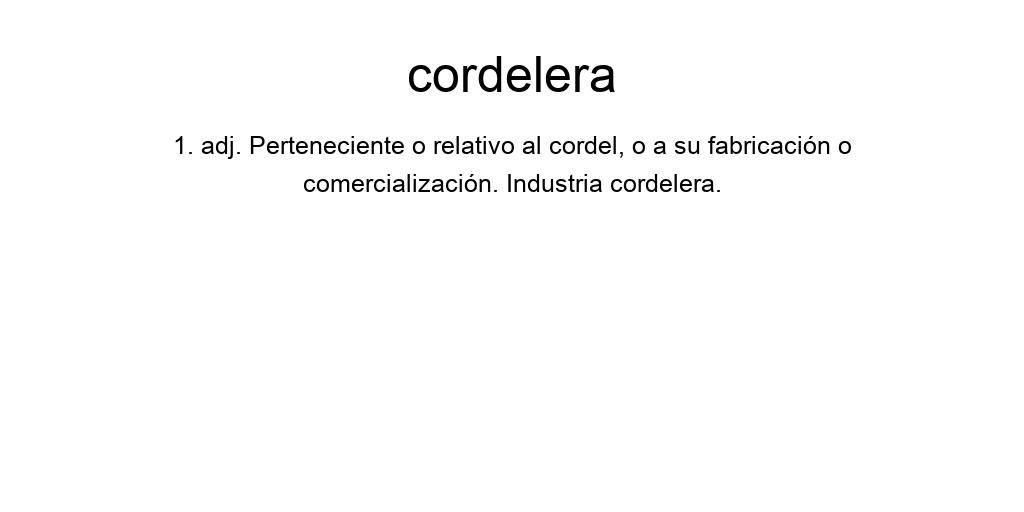 cordelera
1. adj. Perteneciente o relativo al cordel, o a su fabricación o
comercialización. Industria cordelera.